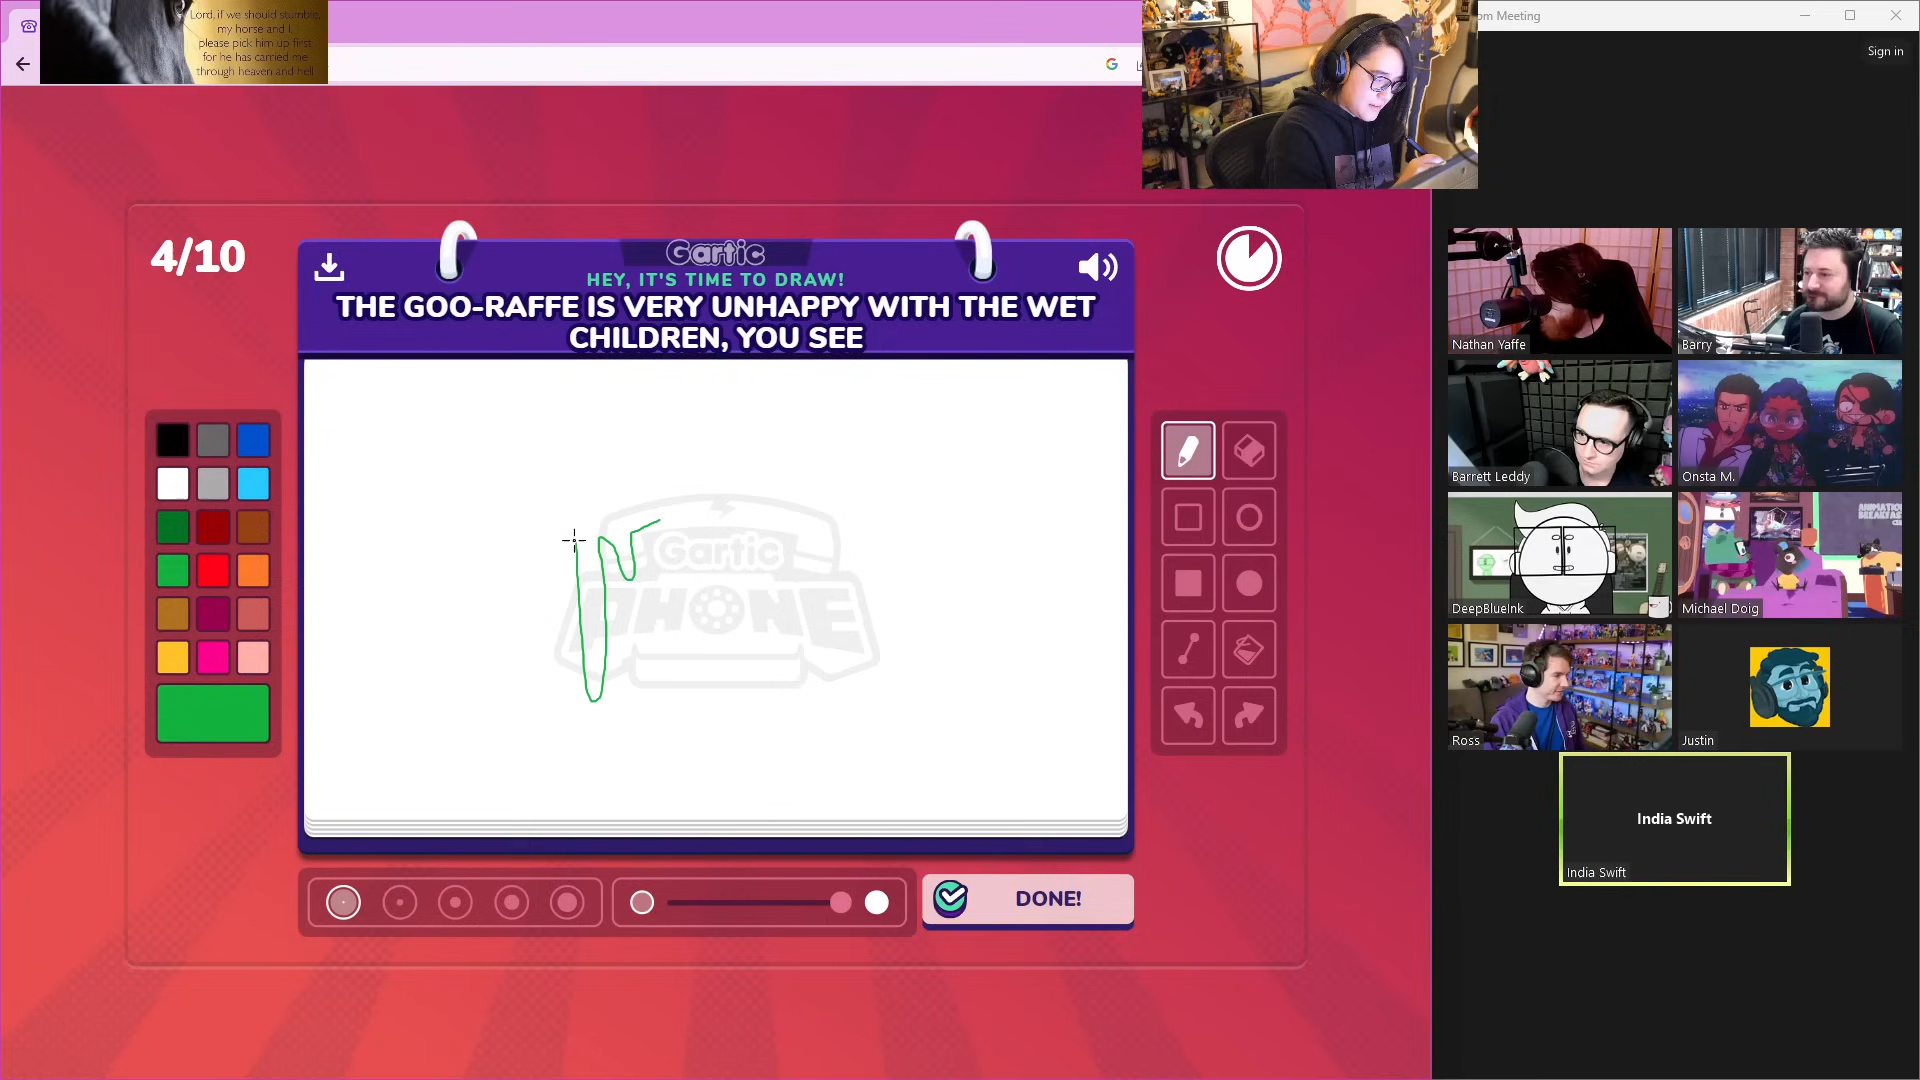 Lord, if we should stumble,
my horse and I,
please pick him up first
for he has carried me
through heaven and hell
om Meeting
Sign in
4/10
Gartic
HEY, IT'S TIME TO DRAW!
THE GOO-RAFFE IS VERY UNHAPPY WITH THE WET
CHILDREN, YOU SEE
Gartic
PHONE
DONE!
Nathan Yaffe
Barry
Barrett Leddy
Onsta M.
DeepBlueInk
Michael Doig
Ross
Justin
India Swift
India Swift